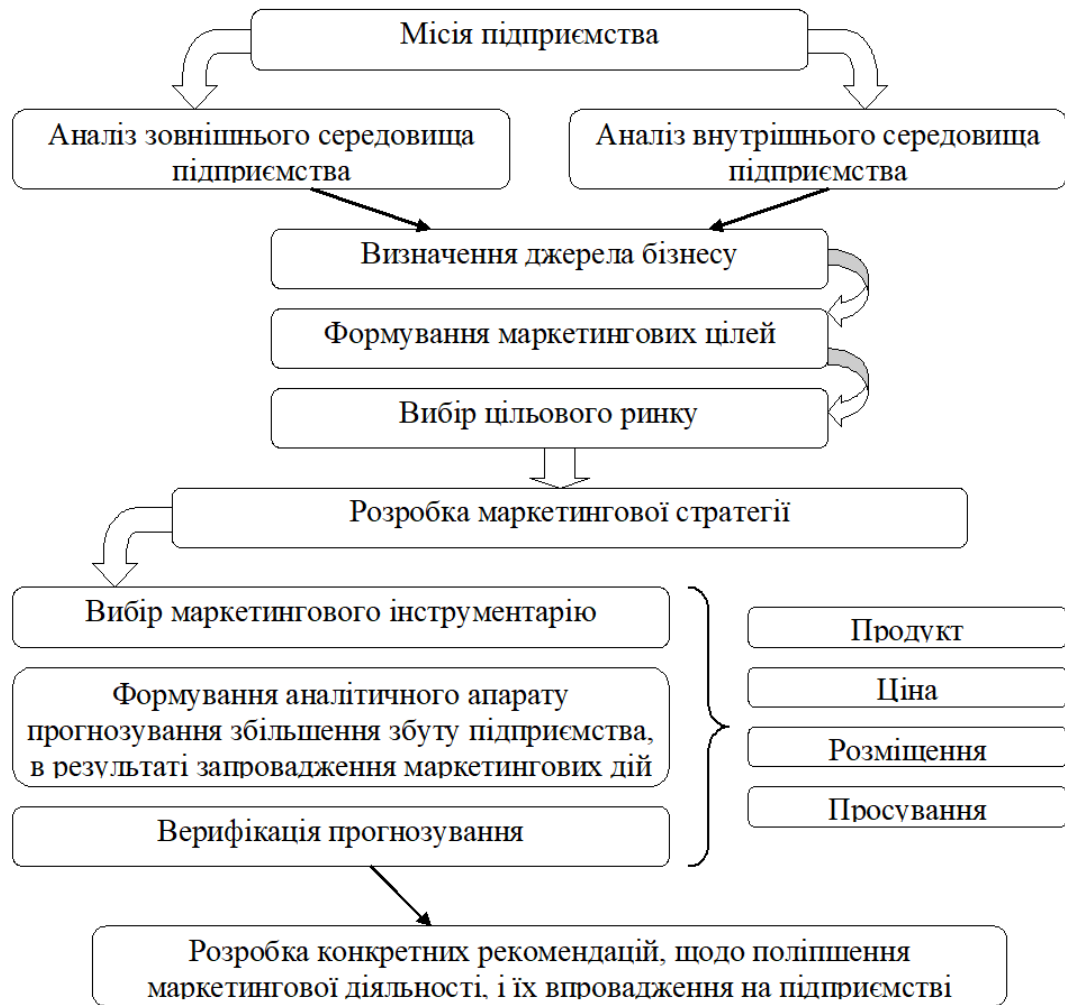 Місія підприємства
Аналіз зовнішнього середовища
підприємства
Аналіз внутрішнього середовища
підприємства
Визначення джерела бізнесу
Формування маркетингових цілей
Вибір цільового ринку
Розробка маркетингової стратегії
Вибір маркетингового інструментарію
Формування аналітичного апарату
прогнозування збільшення збуту підприємства,
в результаті запровадження маркетингових дій
Верифікація прогнозування
Продукт
Ціна
Розміщення
Просування
Розробка конкретних рекомендацій, щодо поліпшення
маркетингової діяльності, і їх впровадження на підприємстві